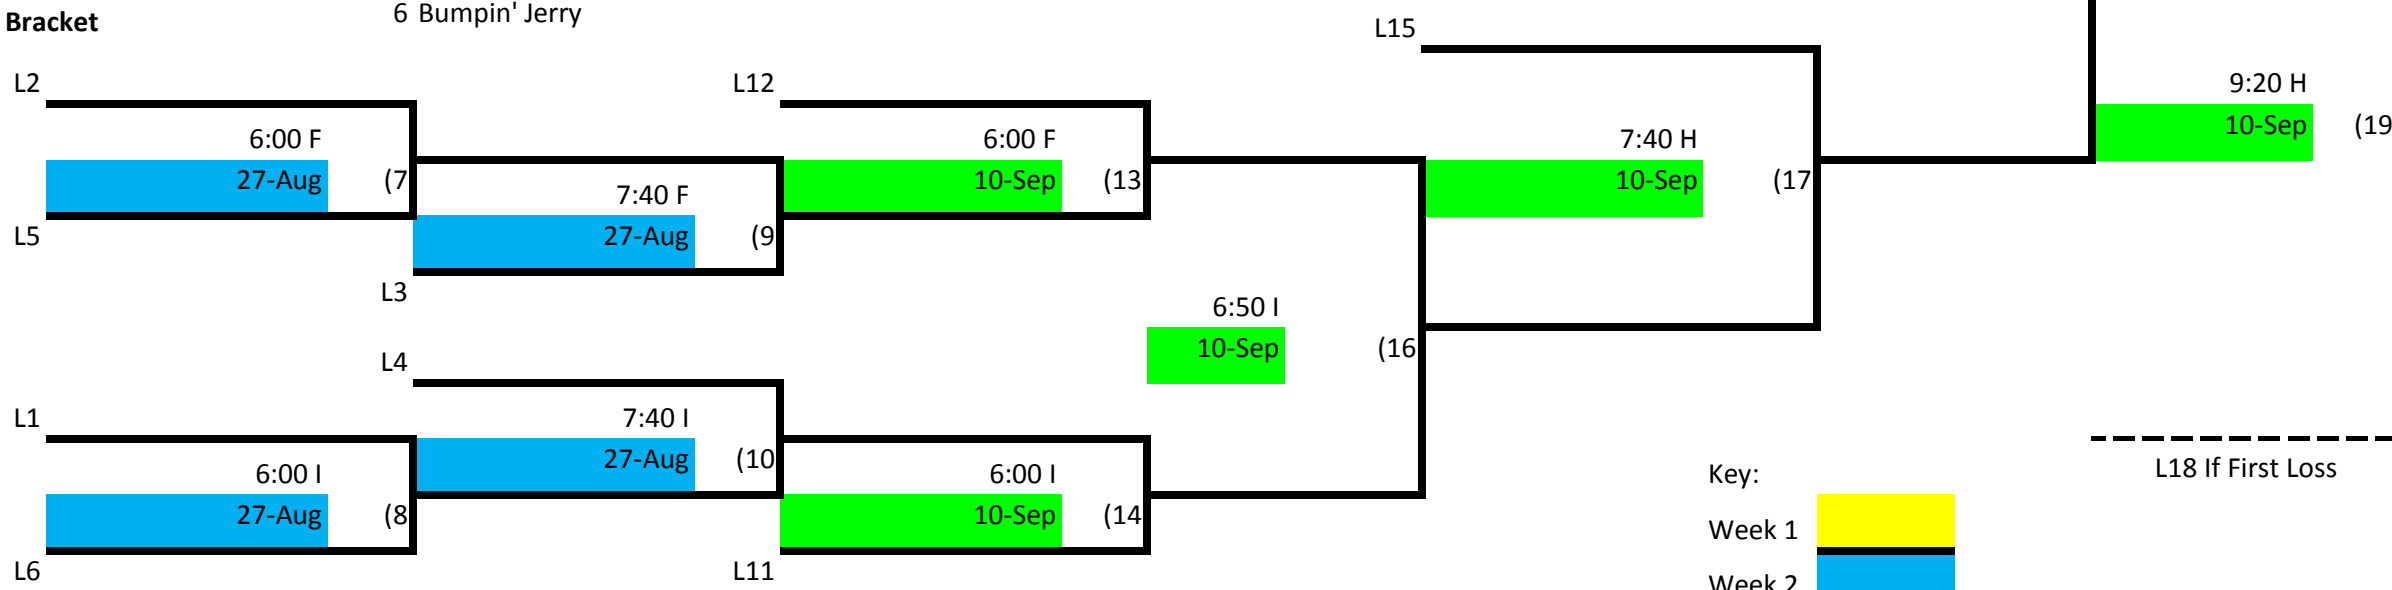 Bracket
6 Bumpin' Jerry
L15
L2
L12
9:20 H
6:00 F
6:00 F
7:40 H
10-Sep (19
27-Aug (7
10-Sep (13
10-Sep (17
7:40 F
L5
27-Aug (9
L3
6:50 I
10-Sep (16
L4
L1
7:40 I
27-Aug (10
6:00 I
6:00 I
Key:
L18 If First Loss
27-Aug (8
10-Sep (14
Week 1
L6
L11
Week 2